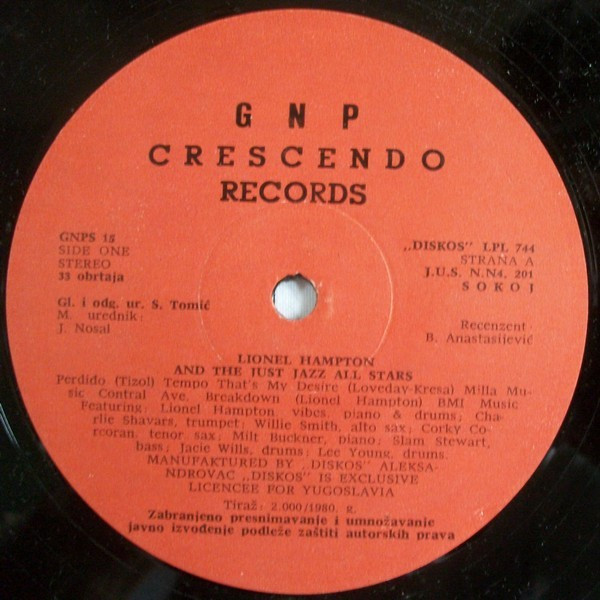 G N P
CRESCENDO
RECORDS
GNPS 15
SIDE ONE
STEREO
33 obrtaja
Gl. i odg. ur. S. Tomić
M. urednik:
J. Nosal
„DISKOS" LPL 744
STRANA A
J.U.S. N.N4. 201
S O K O J
Recenzent:
B. Anastasijević
LIONEL HAMPTON
AND THE JUST JAZZ ALL STARS
Perdido (Tizol) Tempo That's My Desire (Loveday-Kresa) Milla Mu-
sic Contral Ave. Breakdown (Lionel Hampton) BMI Music
Featuring: Lionel Hampton, vibes, piano & drums; Cha-
rlie Shavars, trumpet; Willie Smith, alto sax; Corky Co-
rcoran, tenor sax; Milt Buckner, piano; Slam Stewart,
bass; Jacie Wills, drums; Lee Young, drums.
MANUFAKTURED BY „DISKOS" ALEKSA-
NDROVAC „DISKOS" IS EXCLUSIVE
LICENCEE FOR YUGOSLAVIA
Tiraž: 2.000/1980. g.
Zabranjeno presnimavanje i umnožavanje
javno izvođenje podleže zaštiti autorskih prava